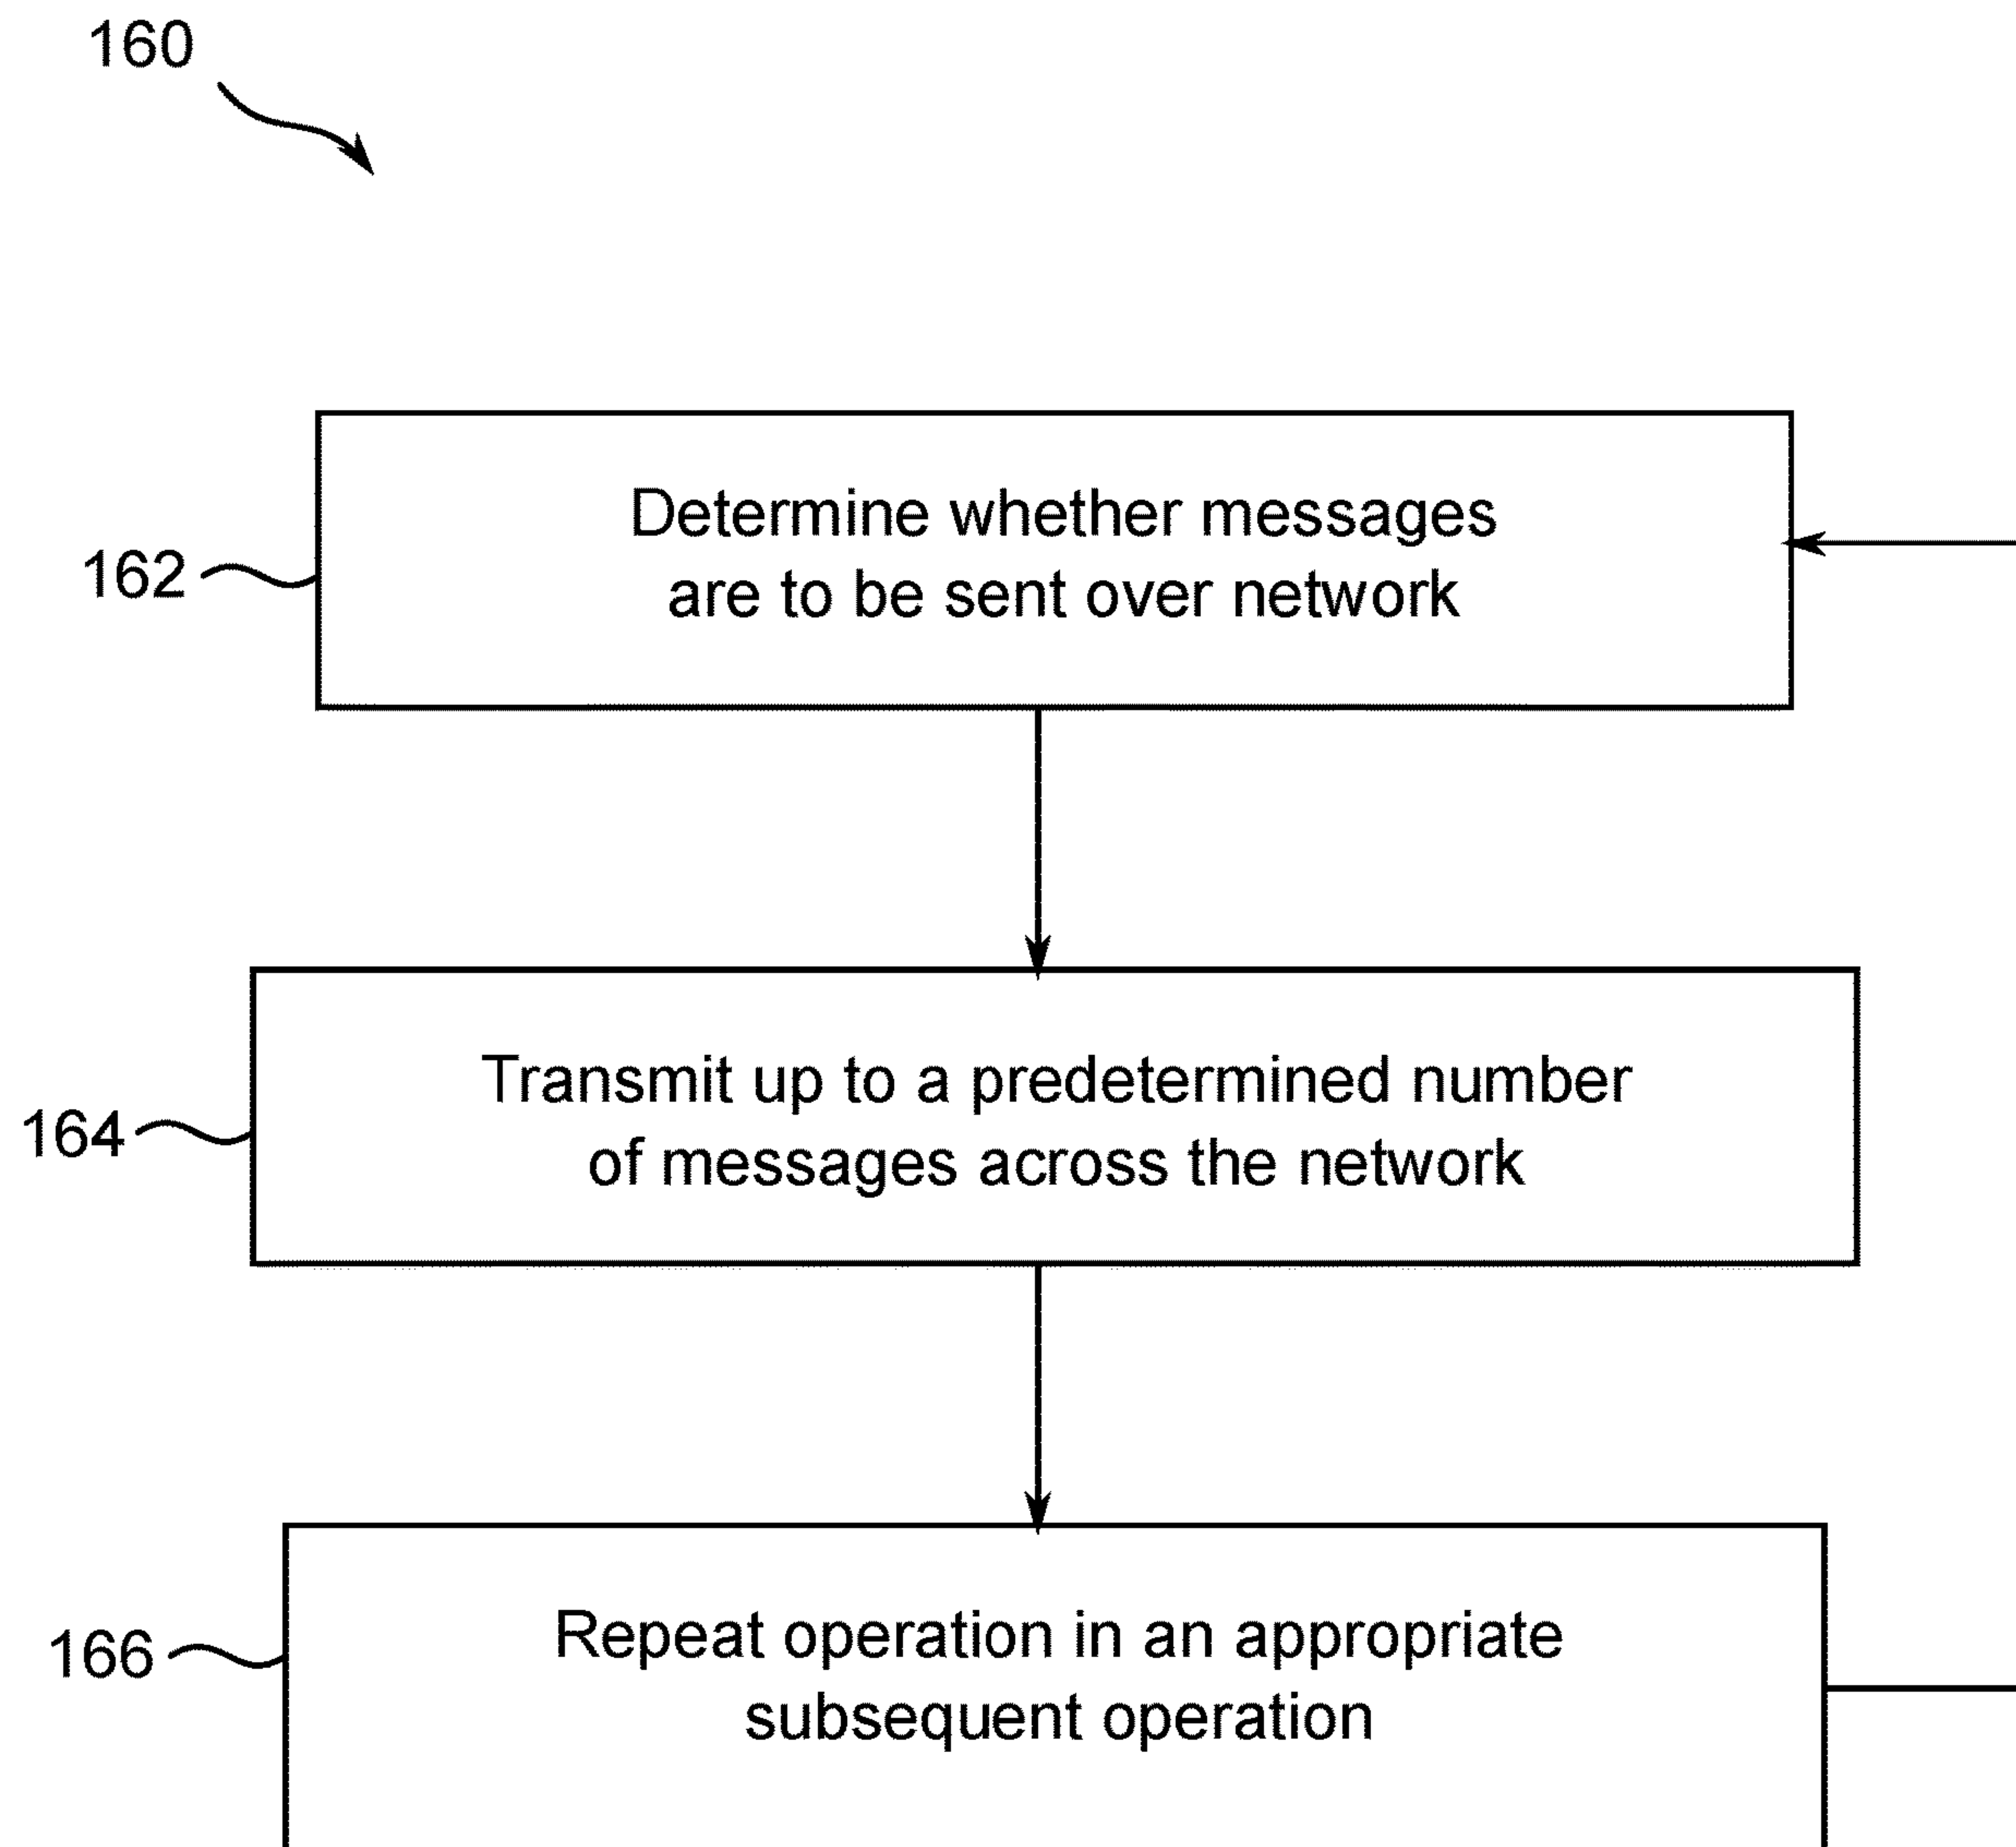 160
162
Determine whether messages
are to be sent over network
164
Transmit up to a predetermined number
of messages across the network
166
Repeat operation in an appropriate
subsequent operation